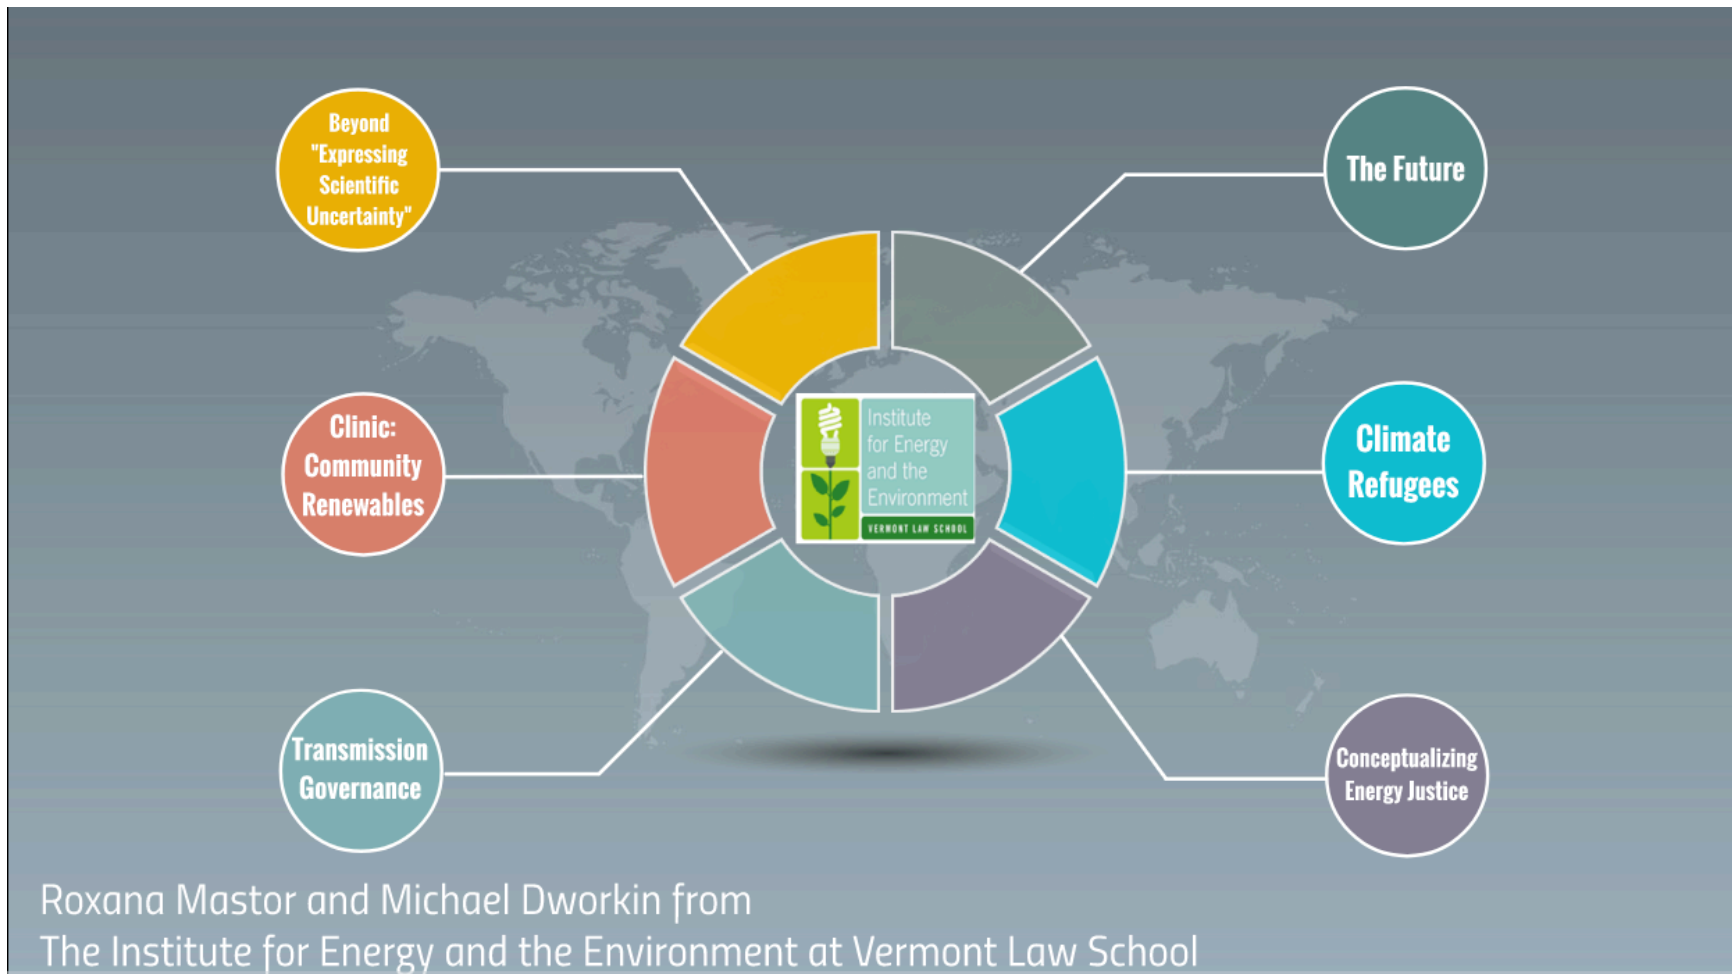 Beyond
"Expressing
Scientific
Uncertainty"
The Future
Clinic:
Community
Renewables
Institute
for Energy
and the
Environment
VERMONT LAW SCHOOL
Climate
Refugees
Transmission
Governance
Conceptualizing
Energy Justice
Roxana Mastor and Michael Dworkin from
The Institute for Energy and the Environment at Vermont Law School